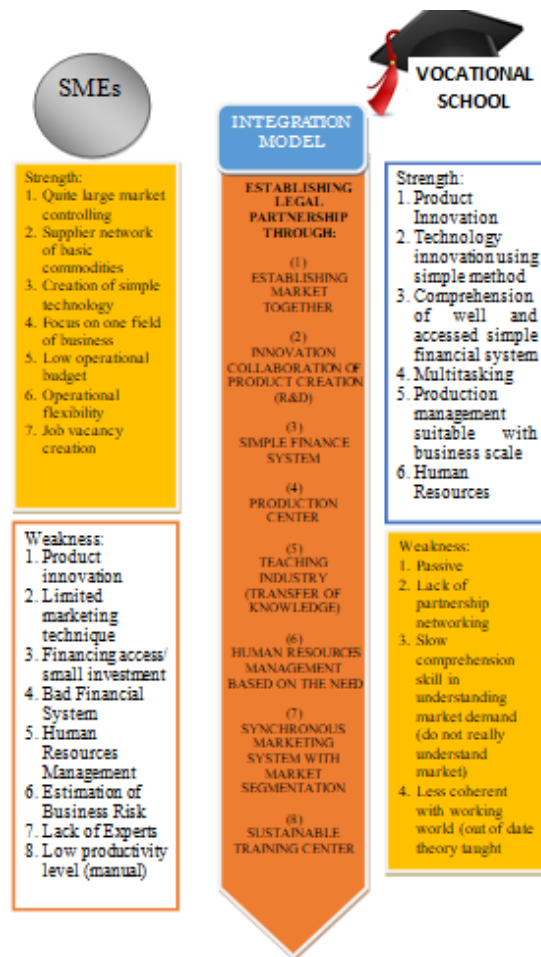 SMEs
Strength:
1. Quite large market
controlling
2. Supplier network
of basic
commodities
3. Creation of simple
technology
4. Focus on one field
of business
5. Low operational
budget
6. Operational
flexibility
7. Job vacancy
creation
Weakness:
1. Product
innovation
2. Limited
marketing
technique
3. Financing access/
small investment
4. Bad Financial
System
5. Human
Resources
Management
6. Estimation of
Business Risk
7. Lack of Experts
8. Low productivity
level (manual)
INTEGRATION
MODEL
ESTABLISHING
LEGAL
PARTNERSHIP
THROUGH:
(1)
ESTABLISHING
MARKET
TOGETHER
(2)
INNOVATION
COLLABORATION OF
PRODUCT CREATION
(R&D)
(3)
SIMPLE FINANCE
SYSTEM
(4)
PRODUCTION
CENTER
(5)
TEACHING
INDUSTRY
(TRANSFER OF
KNOWLEDGE)
(6)
HUMAN RESOURCES
MANAGEMENT
BASED ON THE NEED
(7)
SYNCHRONOUS
MARKETING
SYSTEM WITH
MARKET
SEGMENTATION
(8)
SUSTAINABLE
TRAINING CENTER
VOCATIONAL
SCHOOL
Strength:
1. Product
Innovation
2. Technology
innovation using
simple method
3. Comprehension
of well and
accessed simple
financial system
4. Multitasking
5. Production
management
suitable with
business scale
6. Human
Resources
Weakness:
1. Passive
2. Lack of
partnership
networking
3. Slow
comprehension
skill in
understanding
market demand
(do not really
understand
market)
4. Less coherent
with working
world (out of date
theory taught